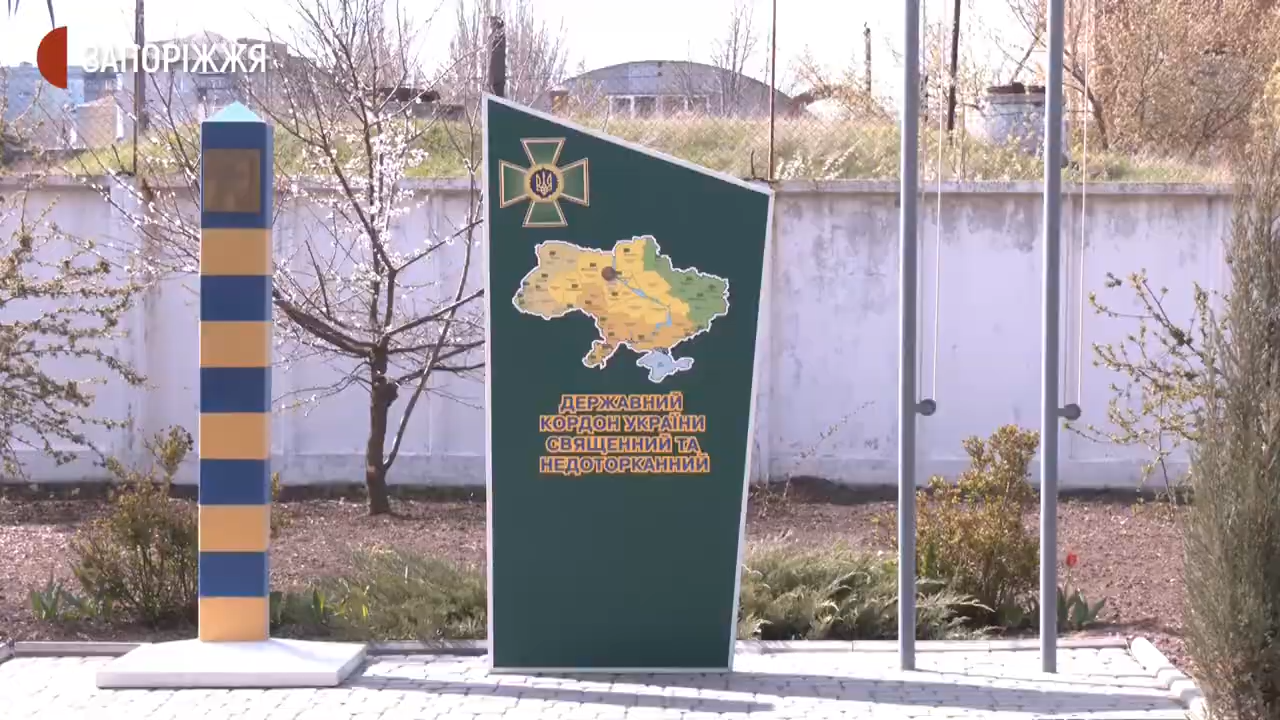 ЗАПОРІЖЖЯ
ДЕРЖАВНИЙ
КОРДОН УКРАЇНИ
СВЯЩЕННИЙ ТА
НЕДОТОРКАННИЙ